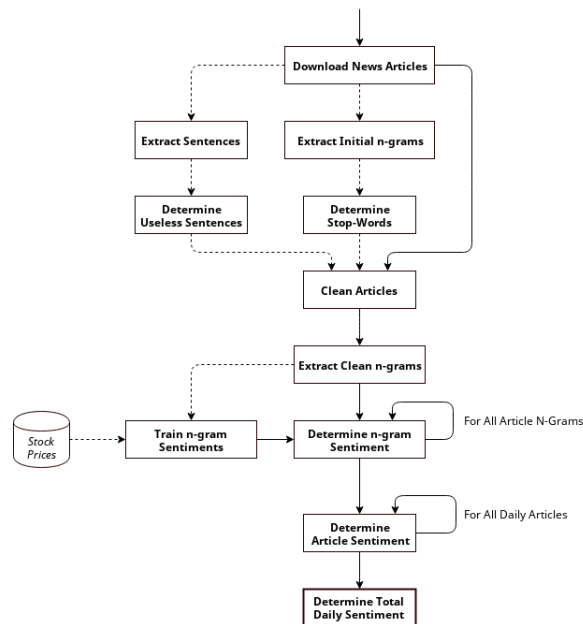 Download News Articles
Extract Sentences
Extract Initial n-grams
Determine
Useless Sentences
Determine
Stop-Words
Clean Articles
Extract Clean n-grams
Stock
Prices
Train n-gram
Sentiments
Determine n-gram
Sentiment
For All Article N-Grams
Determine
Article Sentiment
For All Daily Articles
Determine Total
Daily Sentiment